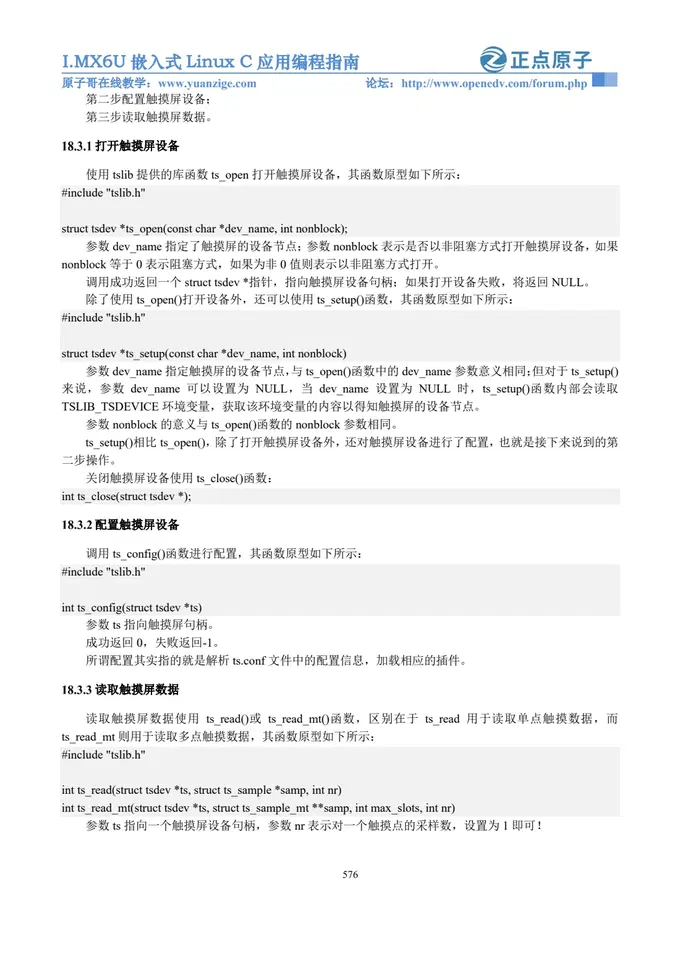 I.MX6U 嵌入式 Linux C 应用编程指南
正点原子
原子哥在线教学：www.yuanzige.com 论坛：http://www.openedv.com/forum.php
第二步配置触摸屏设备；
第三步读取触摸屏数据。
18.3.1 打开触摸屏设备
使用 tslib 提供的库函数 ts_open 打开触摸屏设备，其函数原型如下所示：
#include "tslib.h"
struct tsdev *ts_open(const char *dev_name, int nonblock);
参数 dev_name 指定了触摸屏的设备节点；参数 nonblock 表示是否以非阻塞方式打开触摸屏设备，如果
nonblock 等于 0 表示阻塞方式，如果为非 0 值则表示以非阻塞方式打开。
调用成功返回一个 struct tsdev *指针，指向触摸屏设备句柄；如果打开设备失败，将返回 NULL。
除了使用 ts_open()打开设备外，还可以使用 ts_setup()函数，其函数原型如下所示：
#include "tslib.h"
struct tsdev *ts_setup(const char *dev_name, int nonblock)
参数 dev_name 指定触摸屏的设备节点，与 ts_open()函数中的 dev_name 参数意义相同；但对于 ts_setup()
来说，参数 dev_name 可以设置为 NULL，当 dev_name 设置为 NULL 时，ts_setup()函数内部会读取
TSLIB_TSDEVICE 环境变量，获取该环境变量的内容以得知触摸屏的设备节点。
参数 nonblock 的意义与 ts_open()函数的 nonblock 参数相同。
ts_setup()相比 ts_open()，除了打开触摸屏设备外，还对触摸屏设备进行了配置，也就是接下来说到的第
二步操作。
关闭触摸屏设备使用 ts_close()函数：
int ts_close(struct tsdev *);
18.3.2 配置触摸屏设备
调用 ts_config()函数进行配置，其函数原型如下所示：
#include "tslib.h"
int ts_config(struct tsdev *ts)
参数 ts 指向触摸屏句柄。
成功返回 0，失败返回-1。
所谓配置其实指的就是解析 ts.conf 文件中的配置信息，加载相应的插件。
18.3.3 读取触摸屏数据
读取触摸屏数据使用 ts_read()或 ts_read_mt()函数，区别在于 ts_read 用于读取单点触摸数据，而
ts_read_mt 则用于读取多点触摸数据，其函数原型如下所示：
#include "tslib.h"
int ts_read(struct tsdev *ts, struct ts_sample *samp, int nr)
int ts_read_mt(struct tsdev *ts, struct ts_sample_mt **samp, int max_slots, int nr)
参数 ts 指向一个触摸屏设备句柄，参数 nr 表示对一个触摸点的采样数，设置为 1 即可！
576